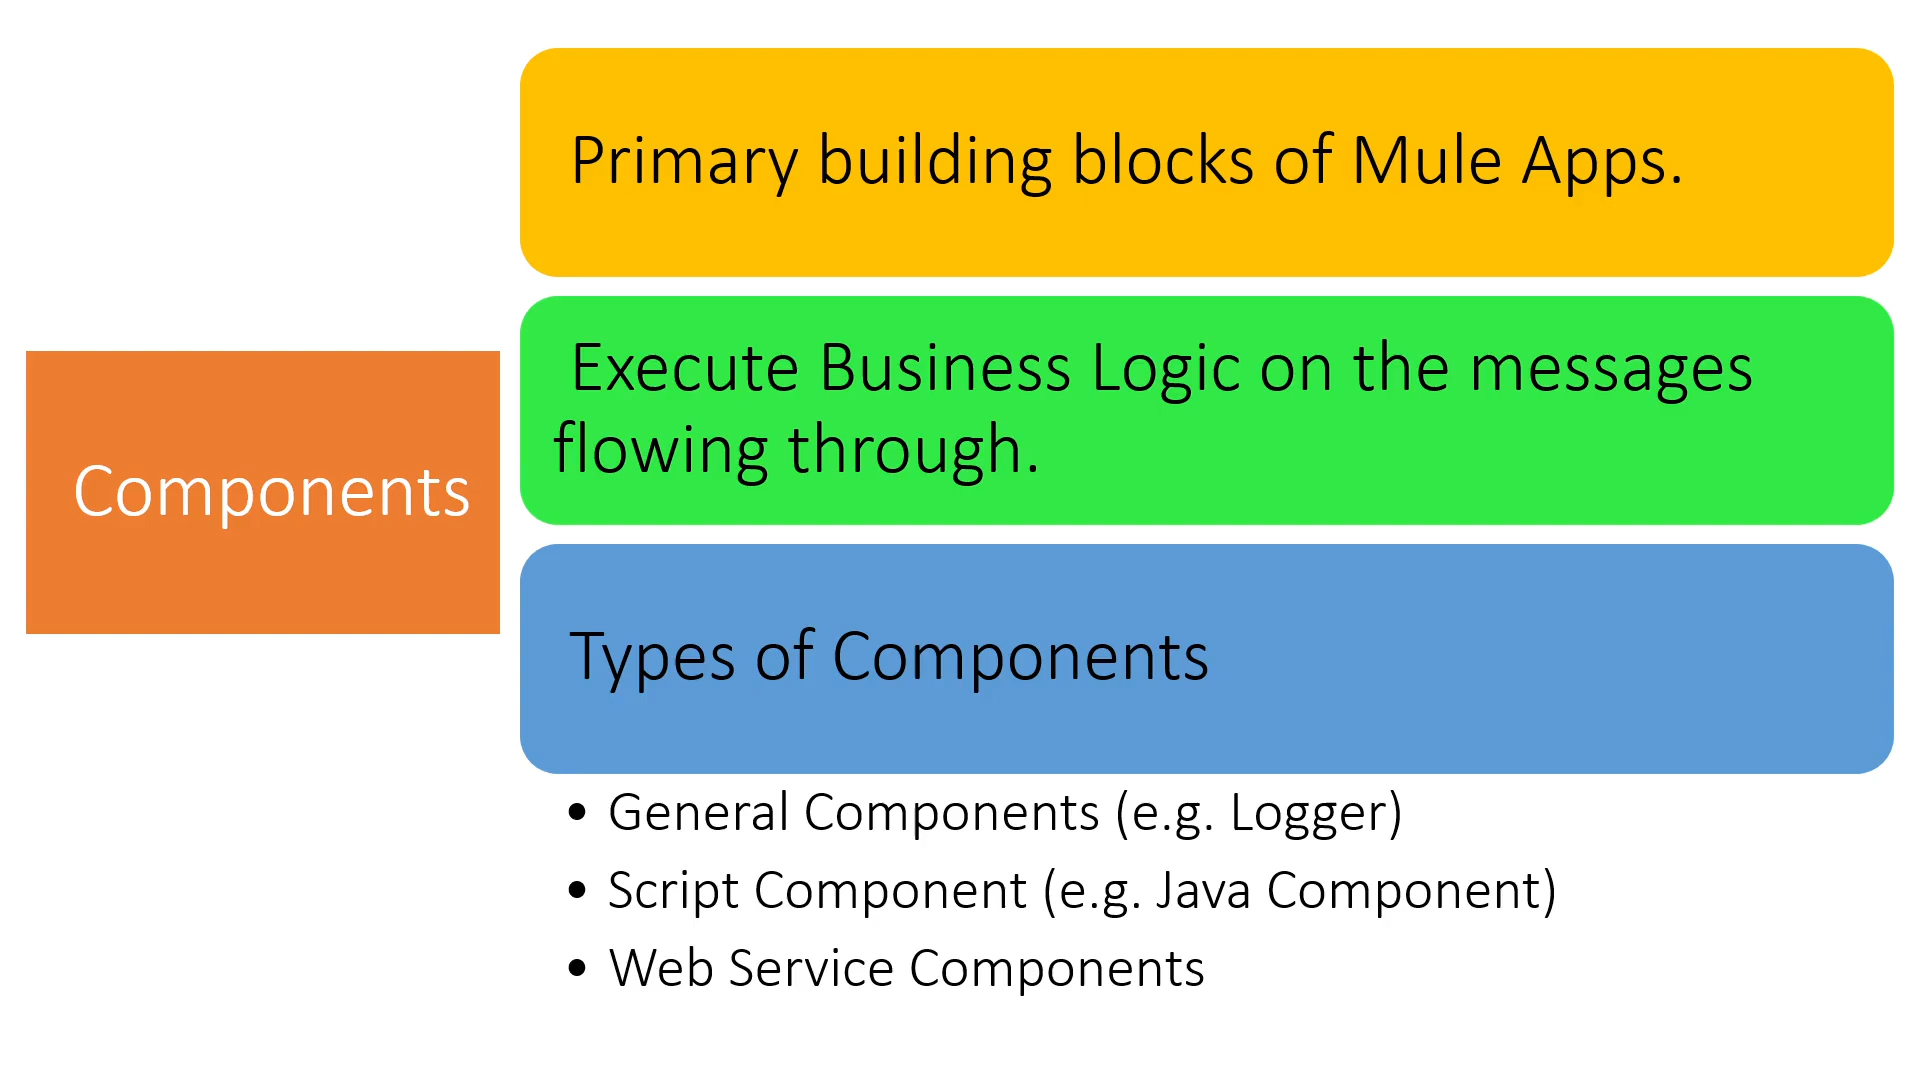 Components
Primary building blocks of Mule Apps.
Execute Business Logic on the messages
flowing through.
Types of Components
• General Components (e.g. Logger)
• Script Component (e.g. Java Component)
• Web Service Components